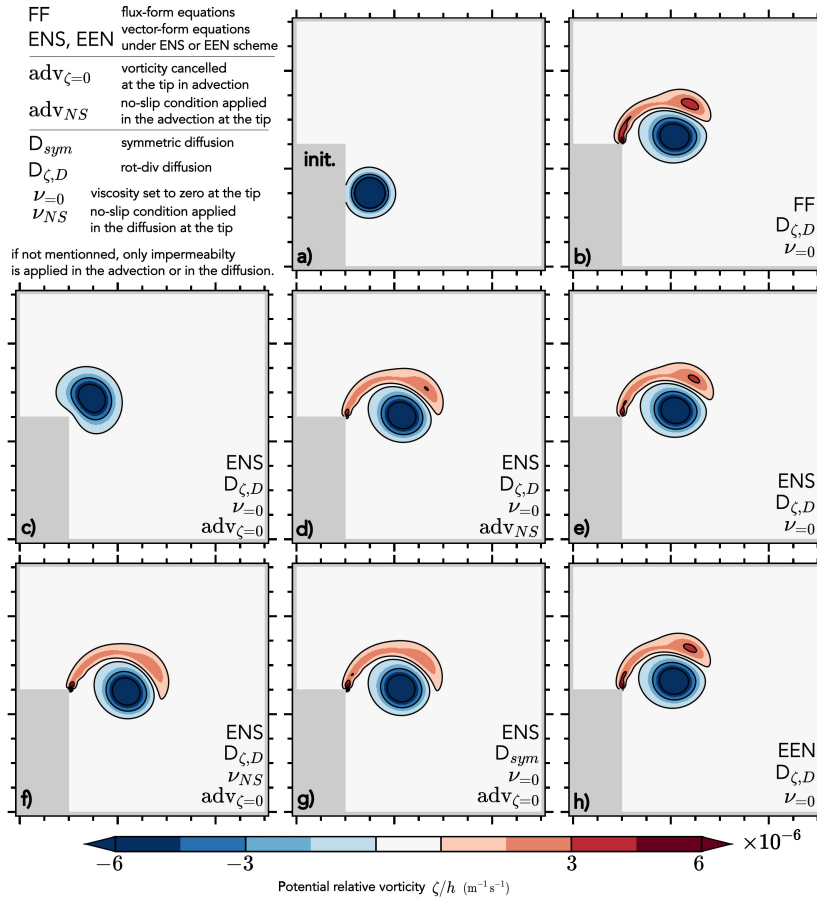 FF flux-form equations
ENS, EEN vector-form equations
under ENS or EEN scheme
adv_{ζ=0} vorticity cancelled
at the tip in advection
adv_{NS} no-slip condition applied
in the advection at the tip
D_{sym} symmetric diffusion
D_{ζ,D} rot-div diffusion
ν_{=0} viscosity set to zero at the tip
ν_{NS} no-slip condition applied
in the diffusion at the tip
if not mentionned, only impermeabilty
is applied in the advection or in the diffusion.
init.
a)
FF
D_{ζ,D}
ν_{=0}
b)
ENS
D_{ζ,D}
ν_{=0}
adv_{ζ=0}
c)
ENS
D_{ζ,D}
ν_{=0}
adv_{NS}
d)
ENS
D_{ζ,D}
ν_{=0}
e)
ENS
D_{ζ,D}
ν_{NS}
adv_{ζ=0}
f)
ENS
D_{sym}
ν_{=0}
adv_{ζ=0}
g)
EEN
D_{ζ,D}
ν_{=0}
h)
−6 −3 3 6 ×10^{−6}
Potential relative vorticity ζ/h (m^{−1}s^{−1})